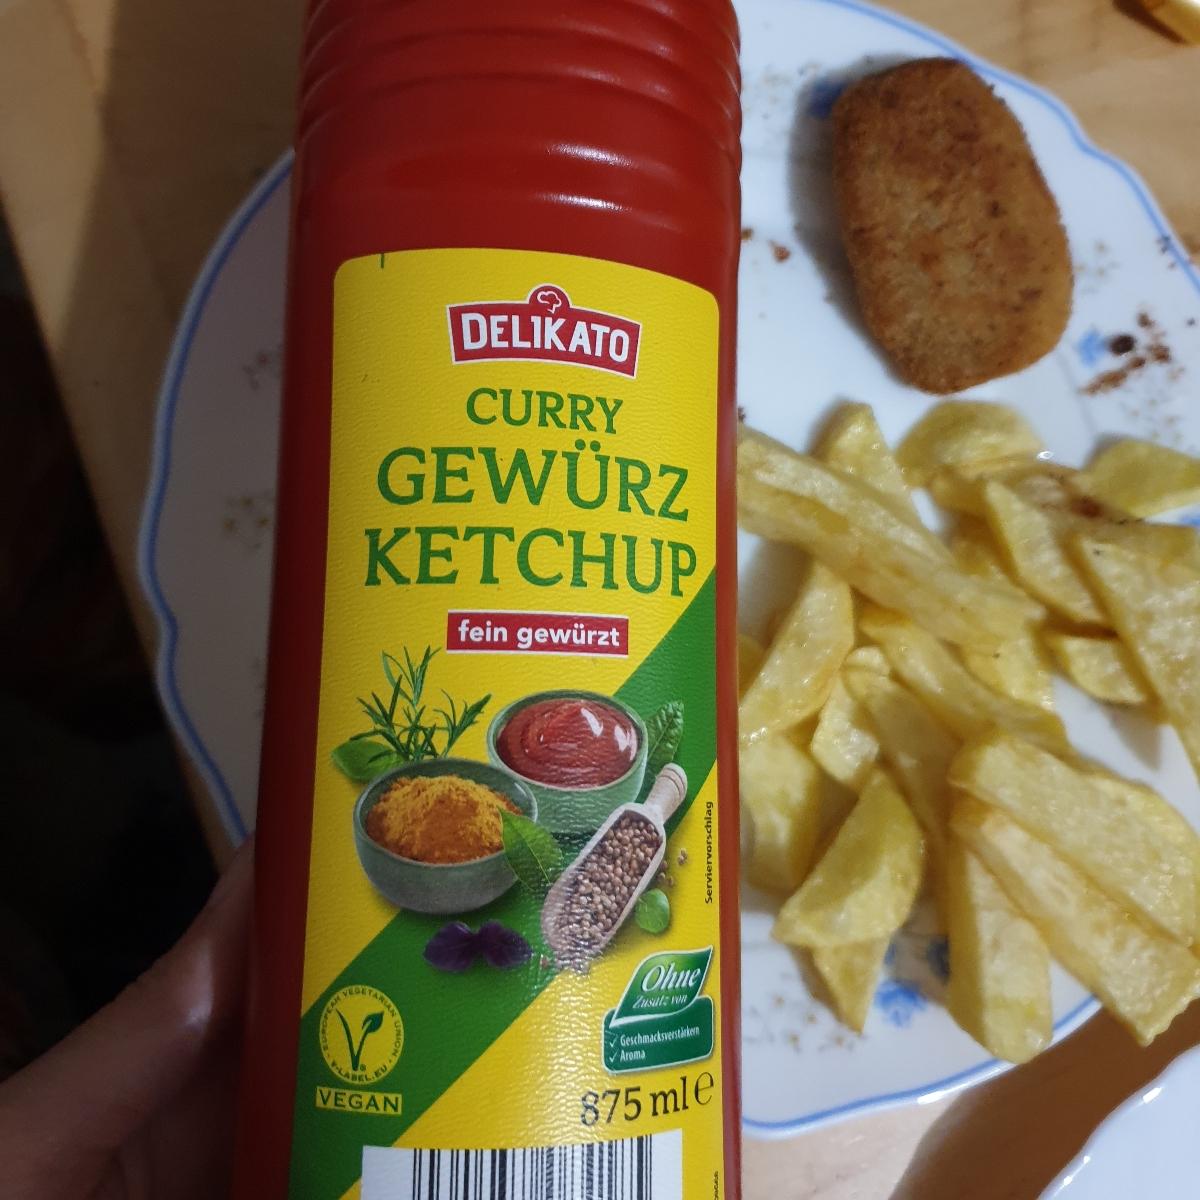 DELIKATO
CURRY
GEWÜRZ
KETCHUP
fein gewürzt
Serviervorschlag
Ohne
Zusatz von
✓ Geschmacksverstärkern
✓ Aroma
EUROPEAN VEGETARIAN UNION
V-LABEL.EU
VEGAN
875 ml e